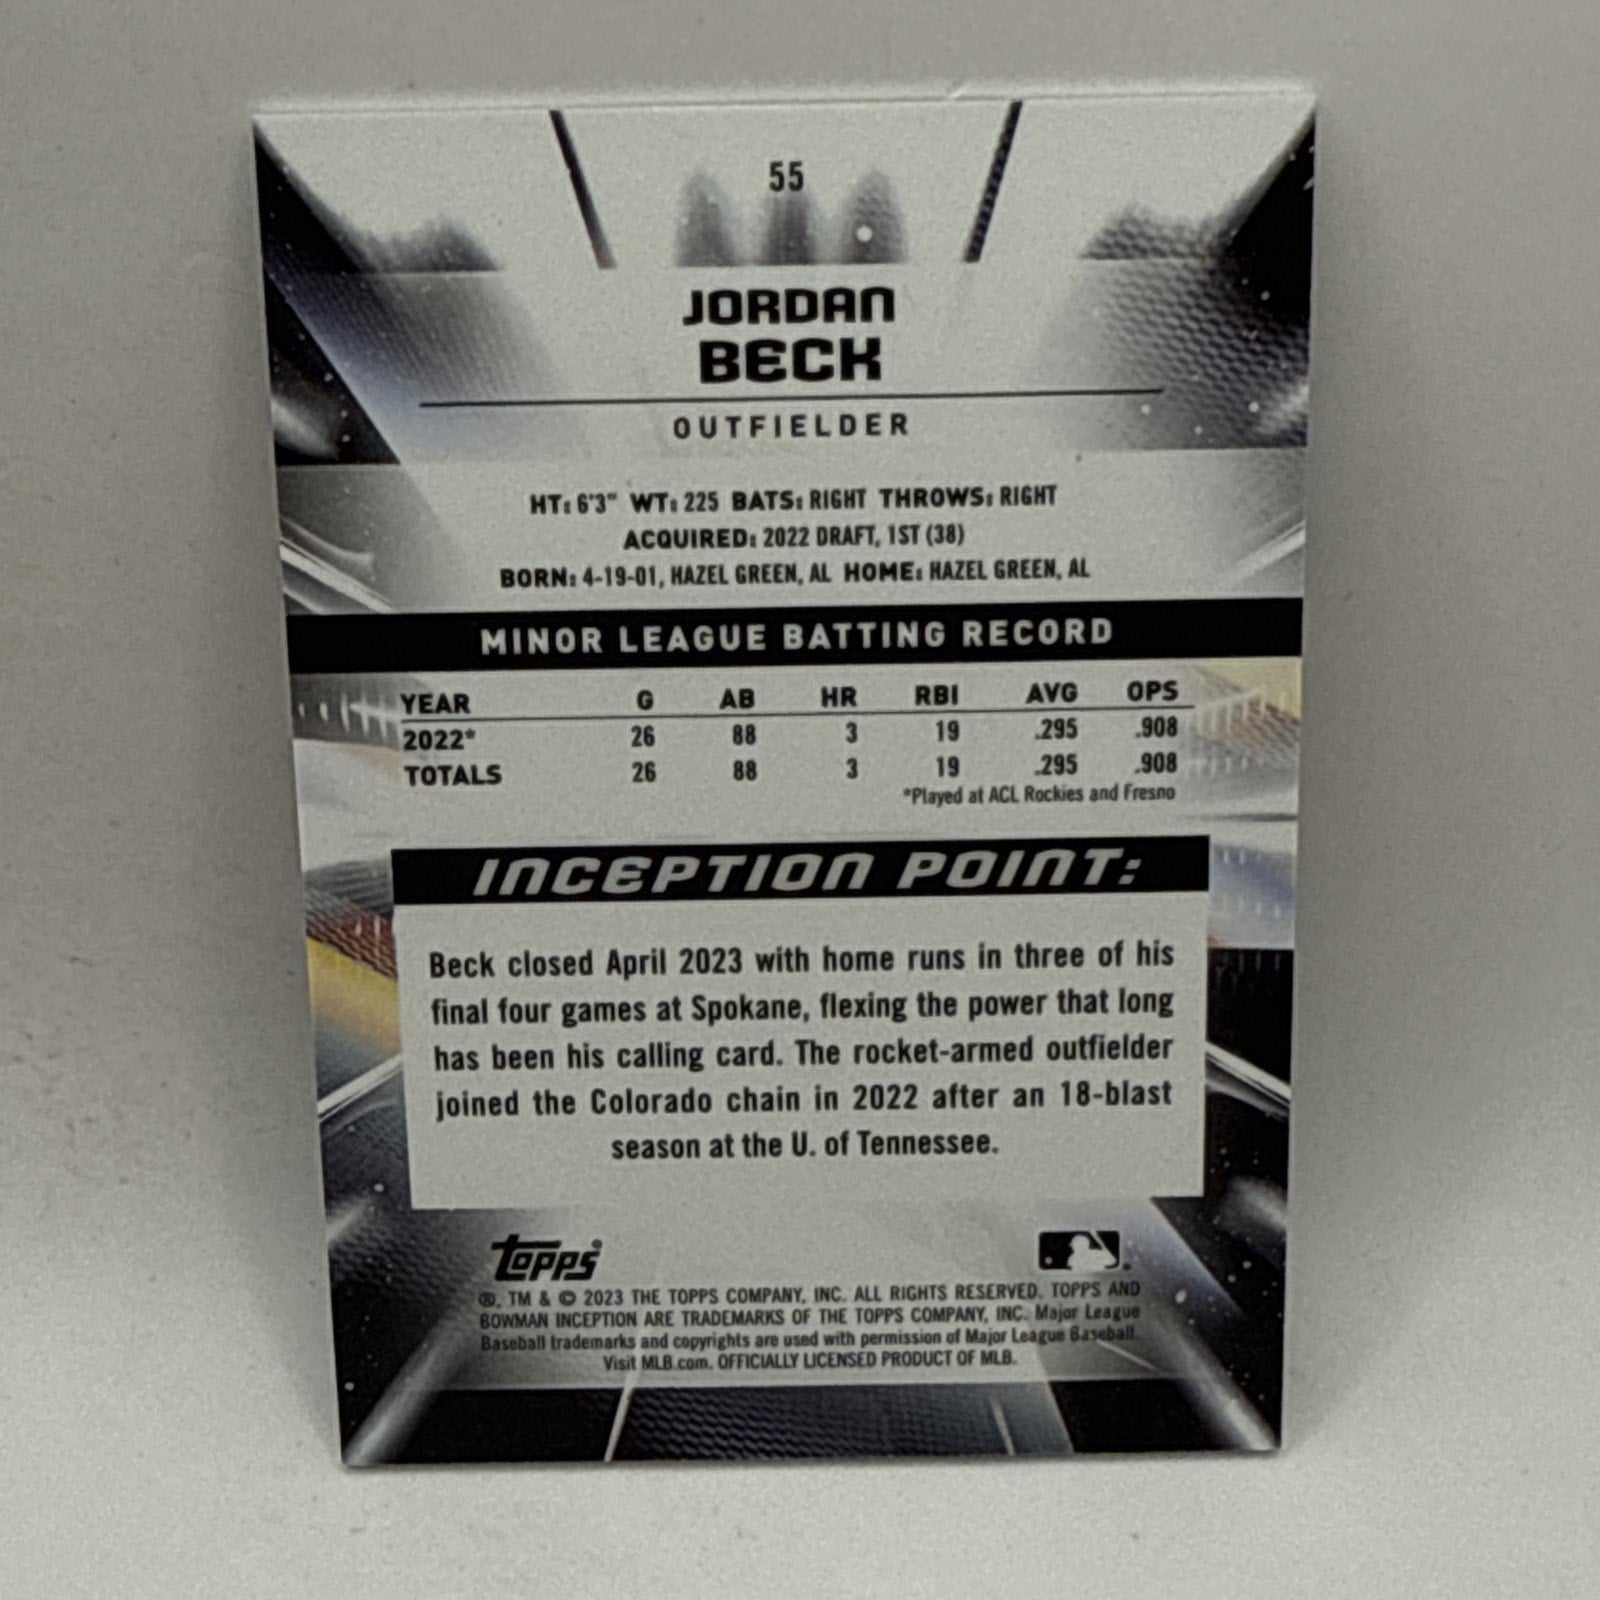 55
JORDAN
BECK
OUTFIELDER
HT: 6'3" WT: 225 BATS: RIGHT THROWS: RIGHT
ACQUIRED: 2022 DRAFT, 1ST (38)
BORN: 4-19-01, HAZEL GREEN, AL HOME: HAZEL GREEN, AL
MINOR LEAGUE BATTING RECORD
YEAR G AB HR RBI AVG OPS
2022* 26 88 3 19 .295 .908
TOTALS 26 88 3 19 .295 .908
*Played at ACL Rockies and Fresno
INCEPTION POINT:
Beck closed April 2023 with home runs in three of his
final four games at Spokane, flexing the power that long
has been his calling card. The rocket-armed outfielder
joined the Colorado chain in 2022 after an 18-blast
season at the U. of Tennessee.
Topps®
®, TM & © 2023 THE TOPPS COMPANY, INC. ALL RIGHTS RESERVED. TOPPS AND
BOWMAN INCEPTION ARE TRADEMARKS OF THE TOPPS COMPANY, INC. Major League
Baseball trademarks and copyrights are used with permission of Major League Baseball.
Visit MLB.com. OFFICIALLY LICENSED PRODUCT OF MLB.